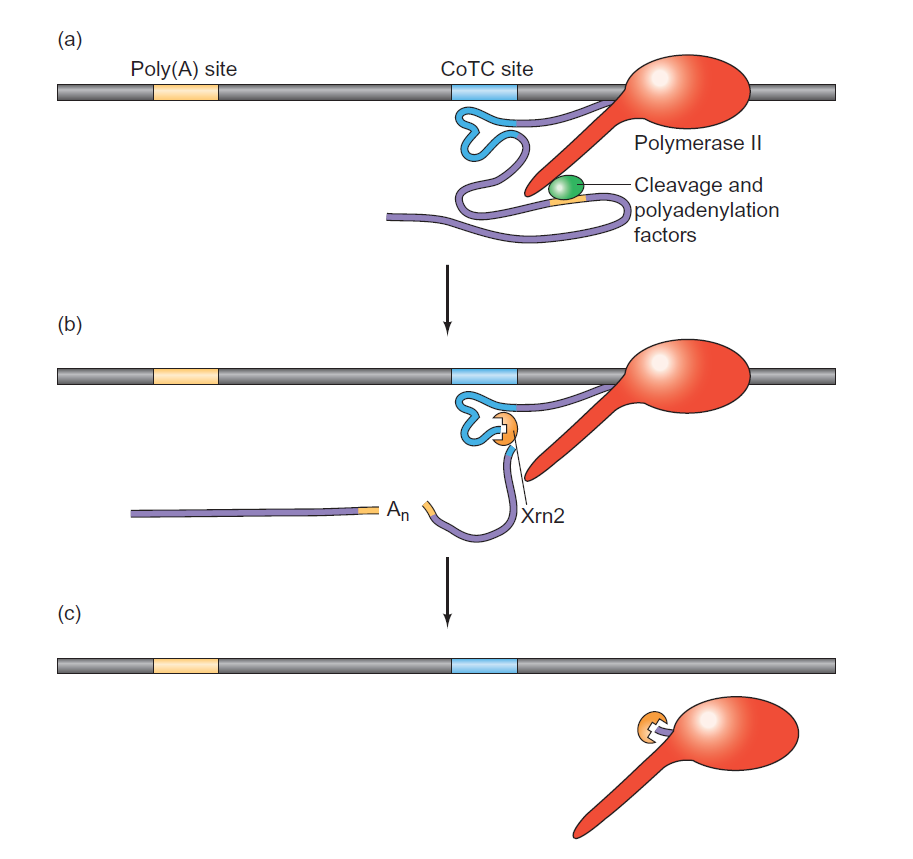 (a)
Poly(A) site
CoTC site
Polymerase II
Cleavage and
polyadenylation
factors
(b)
An
Xrn2
(c)